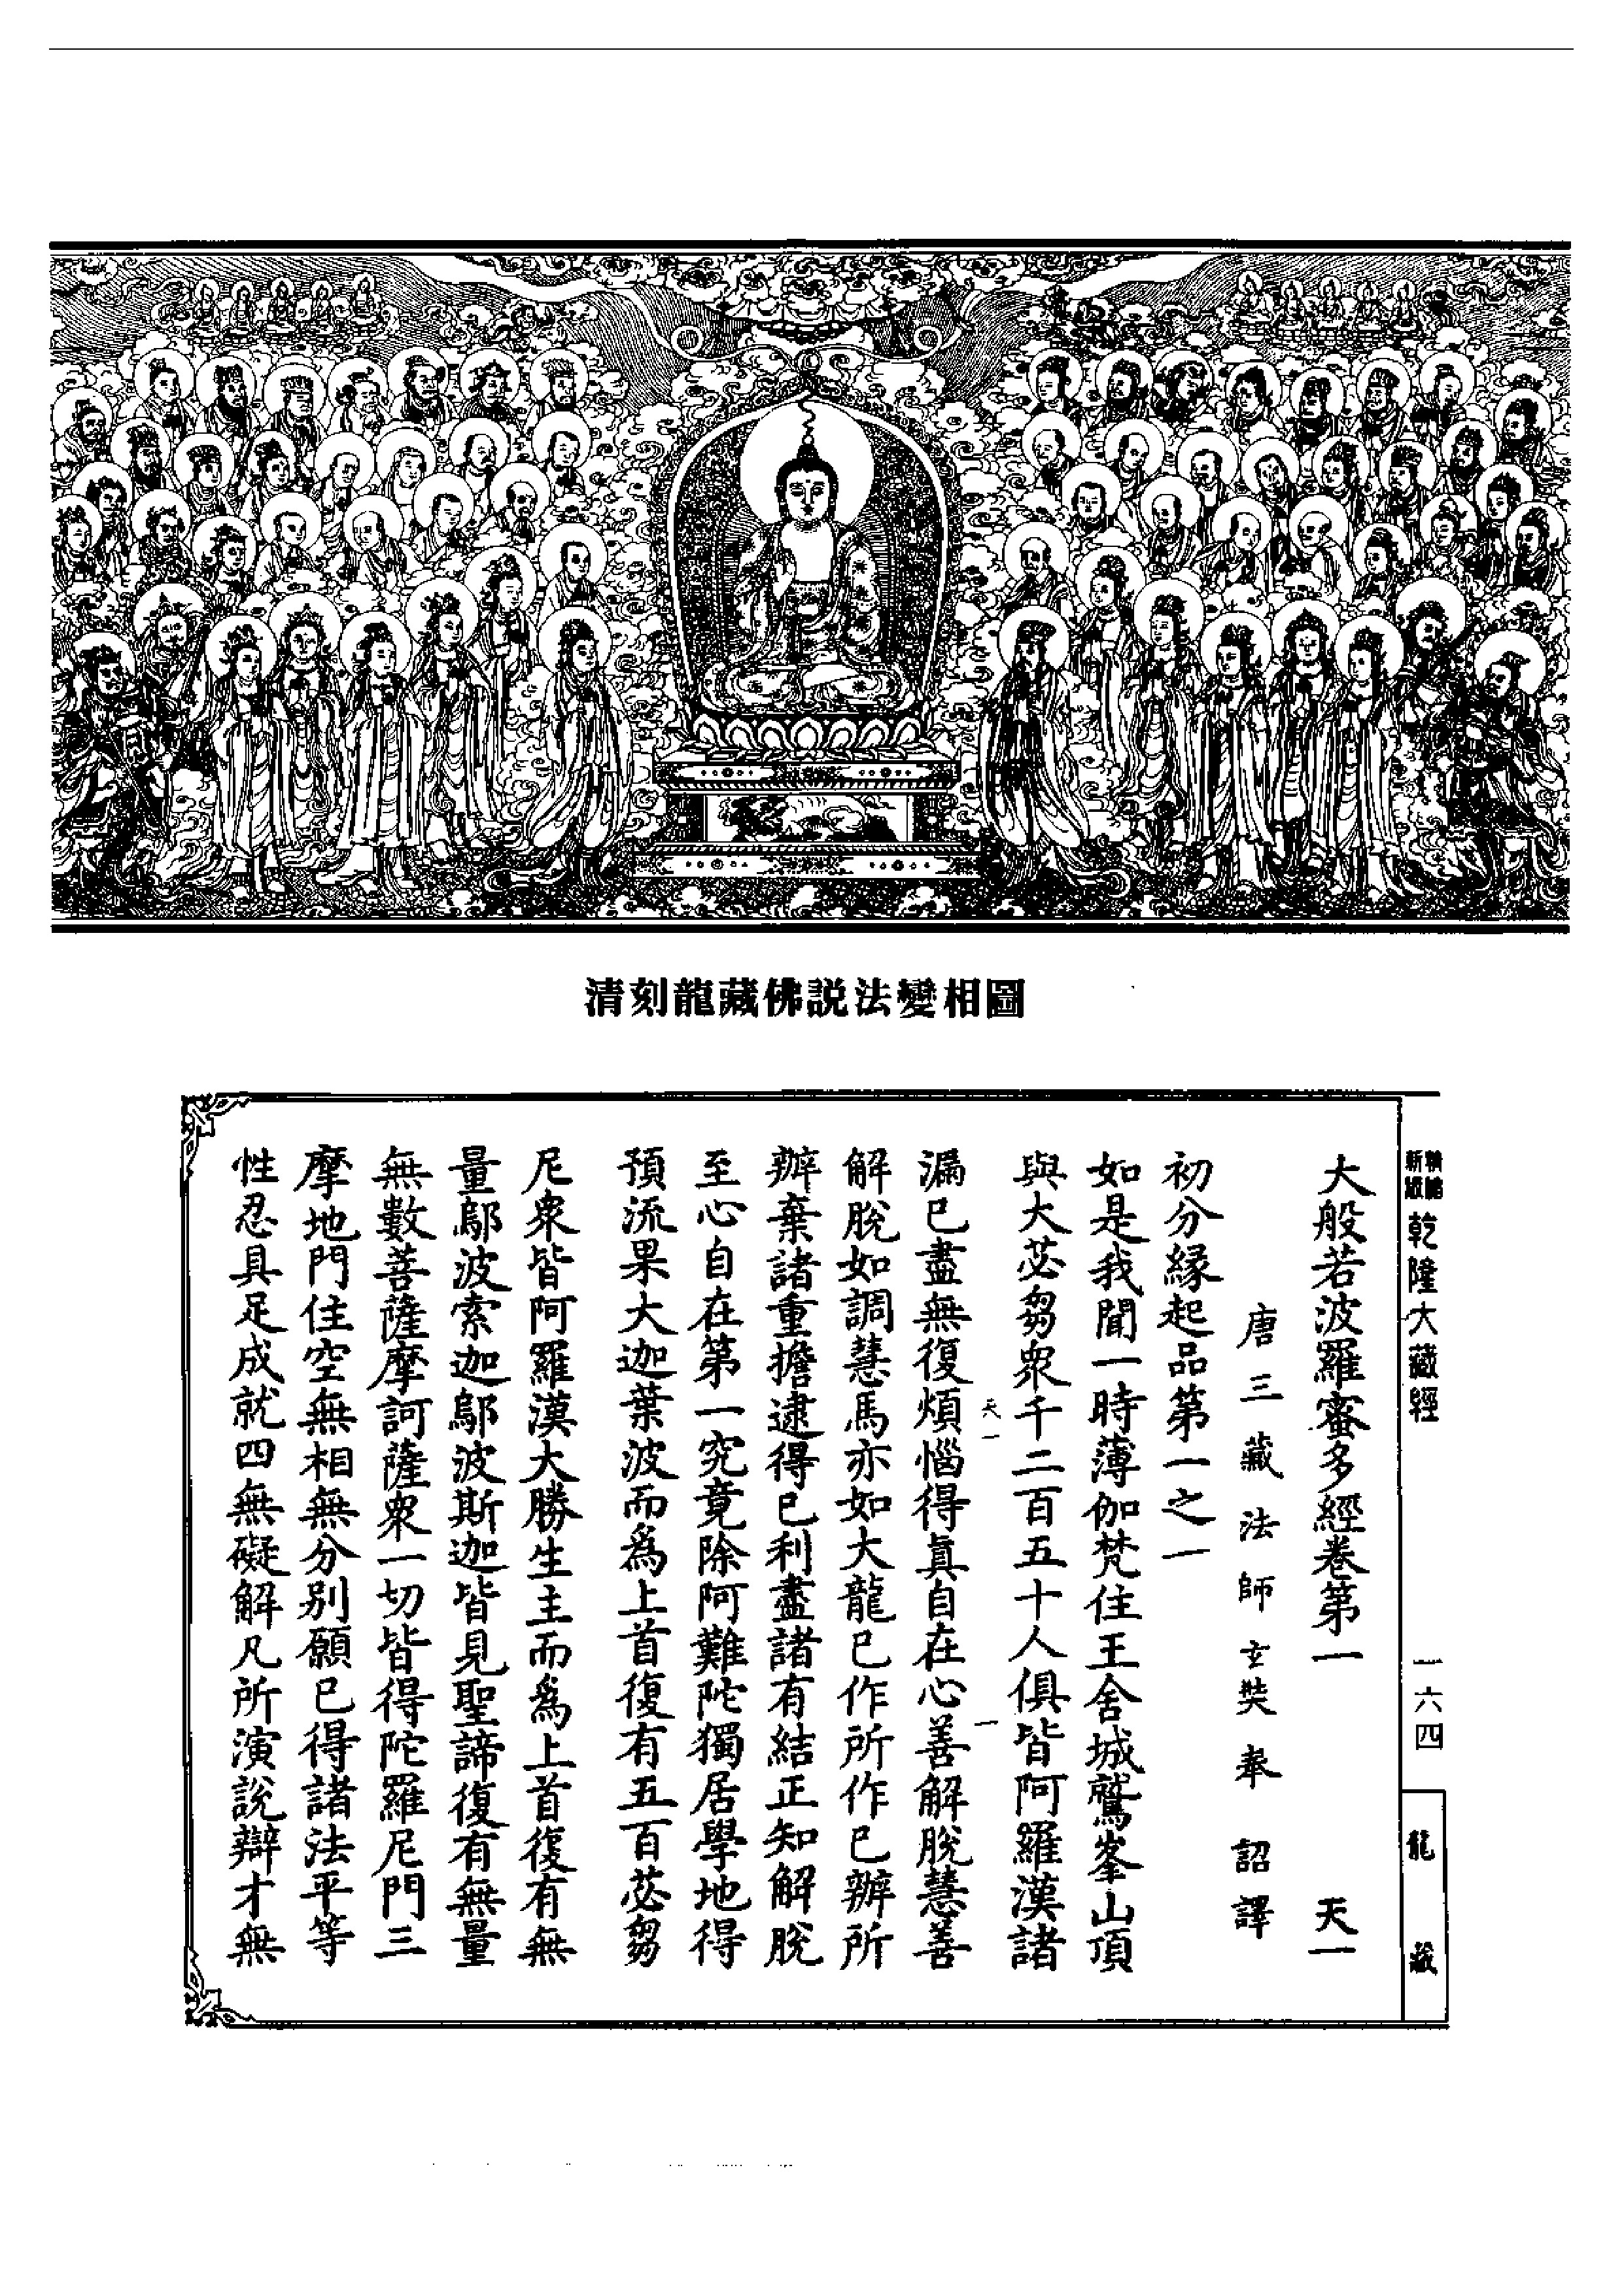 清刻龍藏佛説法變相圖
新版
精縮
乾隆大藏經
一六四
龍藏
大般若波羅蜜多經卷第一 天一
唐三藏法師玄奘奉 詔譯
初分緣起品第一之一
如是我聞一時薄伽梵住王舍城鷲峯山頂
與大苾芻衆千二百五十人俱皆阿羅漢諸
天一 一
漏已盡無復煩惱得眞自在心善解脫慧善
解脫如調慧馬亦如大龍已作所作已辦所
辦棄諸重擔逮得已利盡諸有結正知解脫
至心自在第一究竟除阿難陀獨居學地得
預流果大迦葉波而爲上首復有五百苾芻
尼衆皆阿羅漢大勝生主而爲上首復有無
量鄔波索迦鄔波斯迦皆見聖諦復有無量
無數菩薩摩訶薩衆一切皆得陀羅尼門三
摩地門住空無相無分別願已得諸法平等
性忍具足成就四無礙解凡所演説辯才無